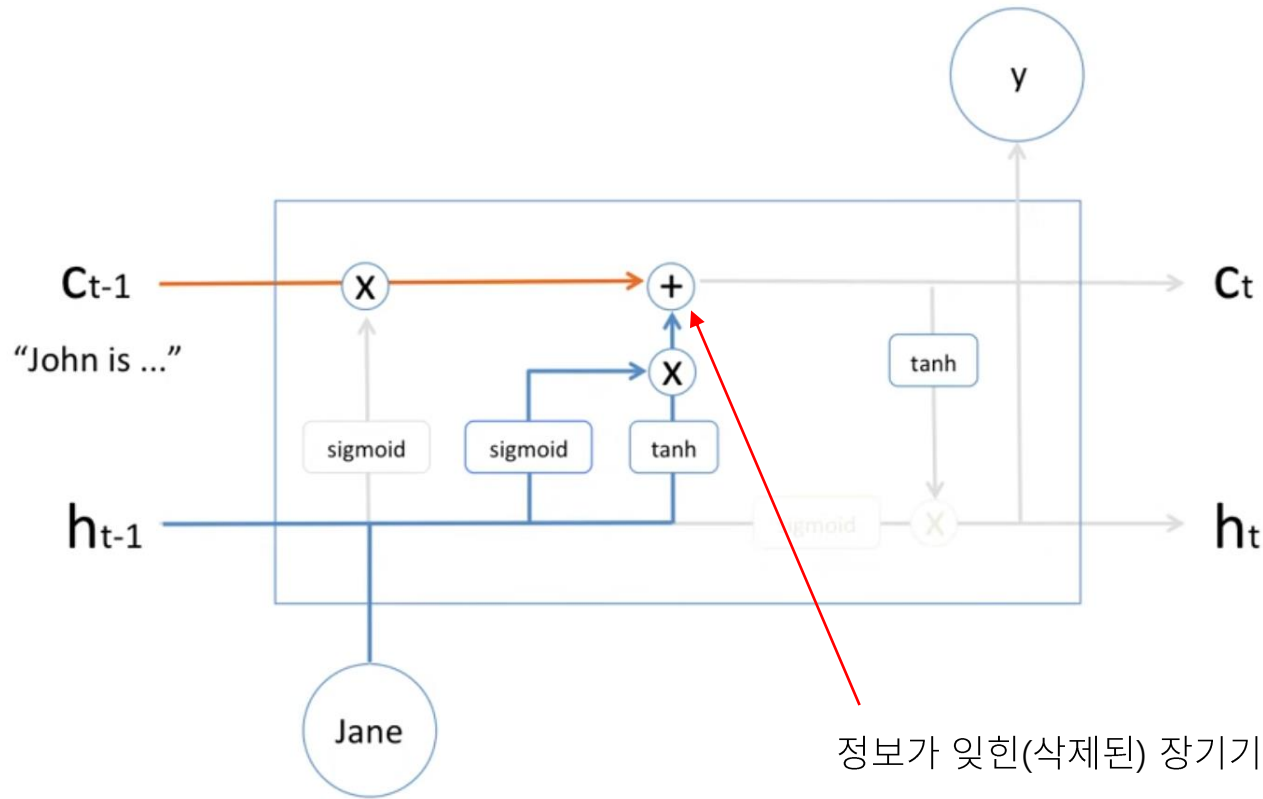 y
Ct-1
x
+
Ct
"John is ..."
x
tanh
sigmoid
sigmoid
tanh
ht-1
sigmoid
x
ht
Jane
정보가 잊힌(삭제된) 장기기